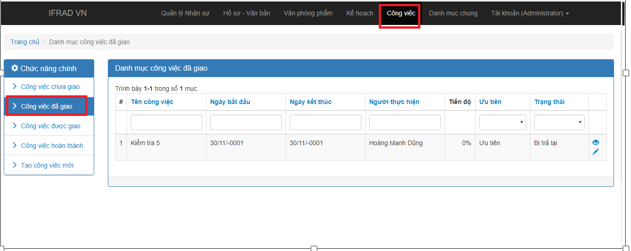 IFRAD VN Quản lý Nhân sự Hồ sơ - Văn bản Văn phòng phẩm Kế hoạch Công việc Danh mục chung Tài khoản (Administrator)
Trang chủ / Danh mục công việc đã giao
Chức năng chính
Công việc chưa giao
Công việc đã giao
Công việc được giao
Công việc hoàn thành
Tạo công việc mới
Danh mục công việc đã giao
Trình bày 1-1 trong số 1 mục.
# Tên công việc Ngày bắt đầu Ngày kết thúc Người thực hiện Tiến độ Ưu tiên Trạng thái
1 Kiểm tra 5 30/11/-0001 30/11/-0001 Hoàng Mạnh Dũng 0% Ưu tiên Bị trả lại